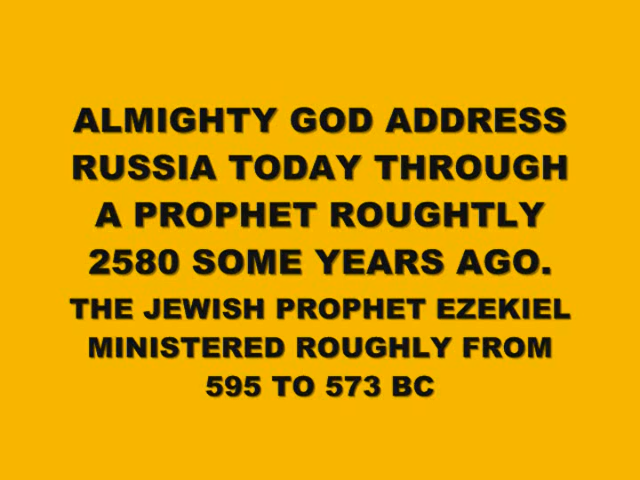 ALMIGHTY GOD ADDRESS
RUSSIA TODAY THROUGH
A PROPHET ROUGHTLY
2580 SOME YEARS AGO.
THE JEWISH PROPHET EZEKIEL
MINISTERED ROUGHLY FROM
595 TO 573 BC